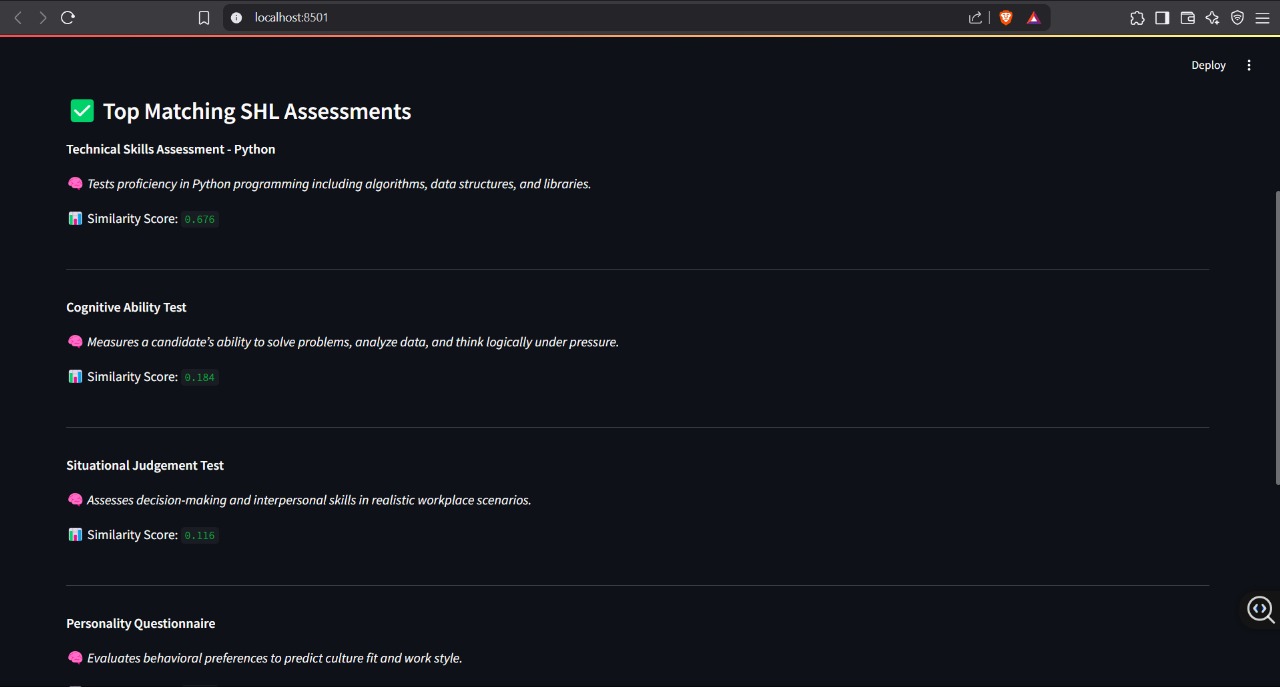 localhost:8501
Deploy
Top Matching SHL Assessments
Technical Skills Assessment - Python
Tests proficiency in Python programming including algorithms, data structures, and libraries.
Similarity Score: 0.676
Cognitive Ability Test
Measures a candidate’s ability to solve problems, analyze data, and think logically under pressure.
Similarity Score: 0.184
Situational Judgement Test
Assesses decision-making and interpersonal skills in realistic workplace scenarios.
Similarity Score: 0.116
Personality Questionnaire
Evaluates behavioral preferences to predict culture fit and work style.